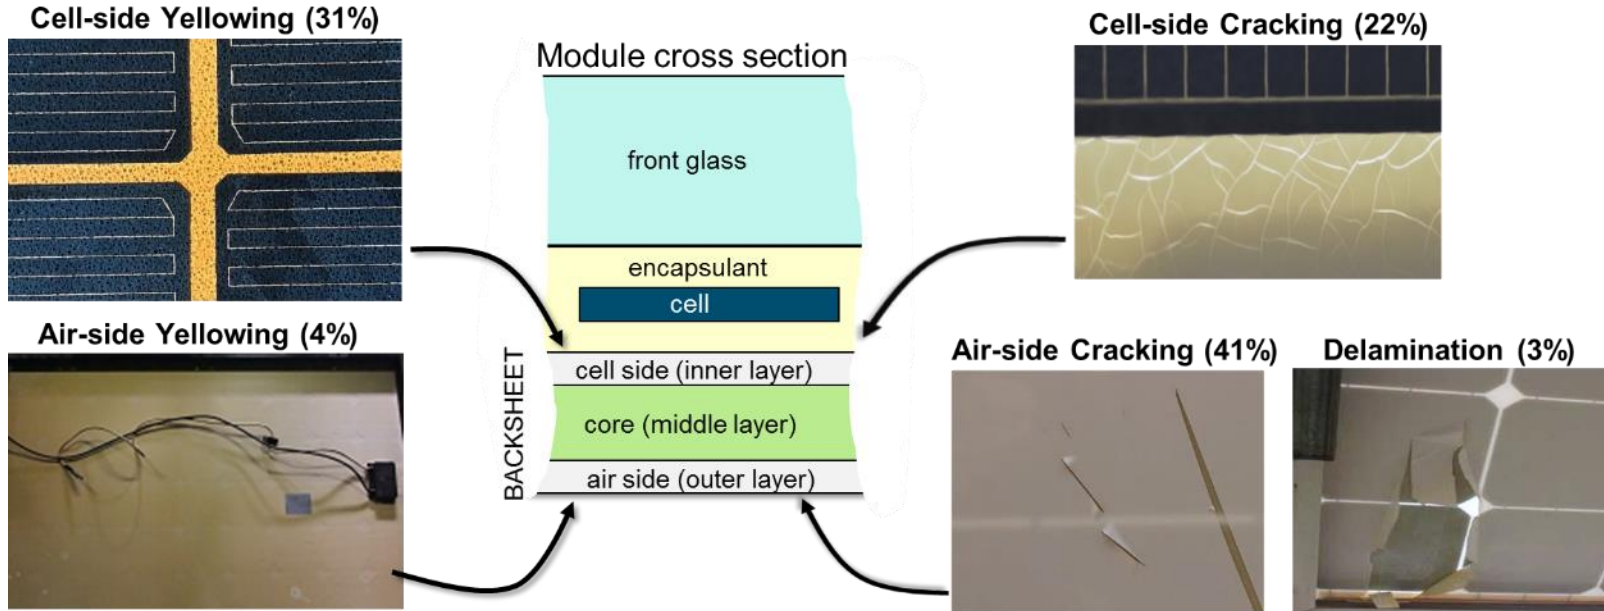 Cell-side Yellowing (31%)
Cell-side Cracking (22%)
Module cross section
front glass
encapsulant
cell
Air-side Yellowing (4%)
Air-side Cracking (41%)
Delamination (3%)
BACKSHEET
cell side (inner layer)
core (middle layer)
air side (outer layer)